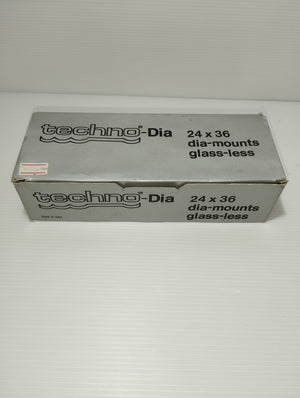 techno®-Dia
24 x 36
dia-mounts
glass-less
techno®-Dia
24 x 36
dia-mounts
glass-less